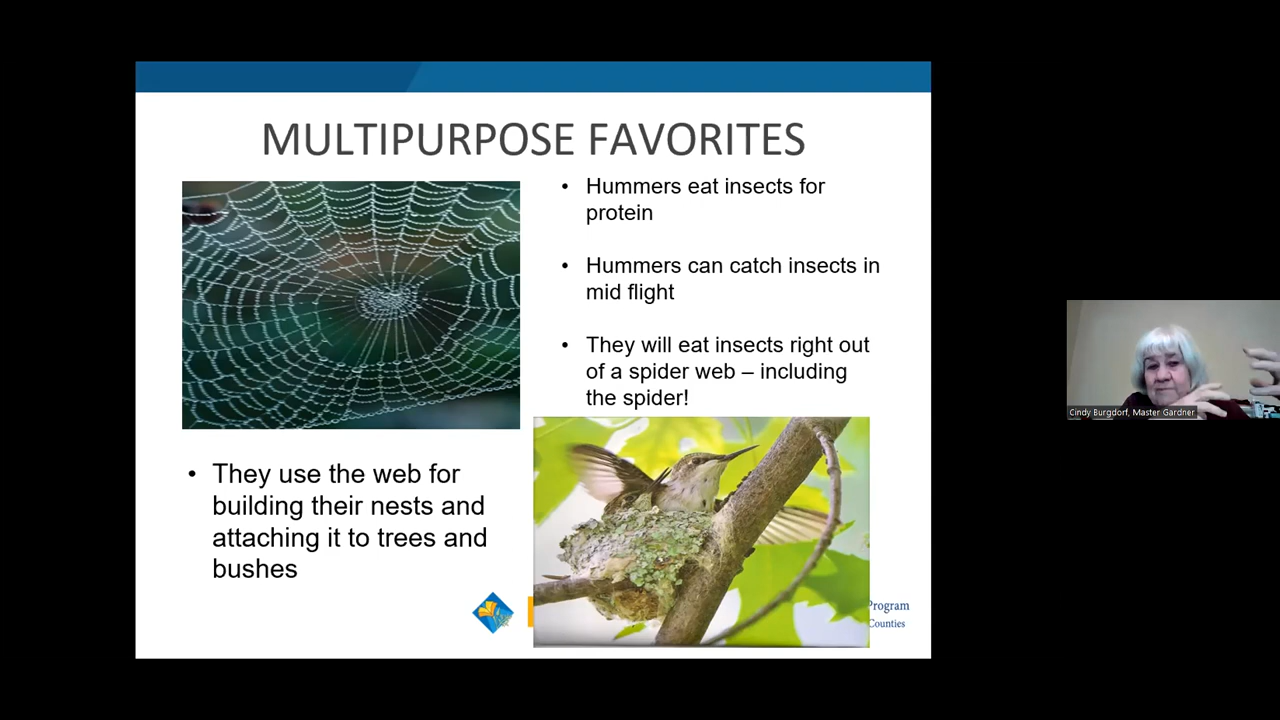 MULTIPURPOSE FAVORITES
• Hummers eat insects for
protein
• Hummers can catch insects in
mid flight
• They will eat insects right out
of a spider web – including
the spider!
• They use the web for
building their nests and
attaching it to trees and
bushes
Program
Counties
Cindy Burgdorf, Master Gardner